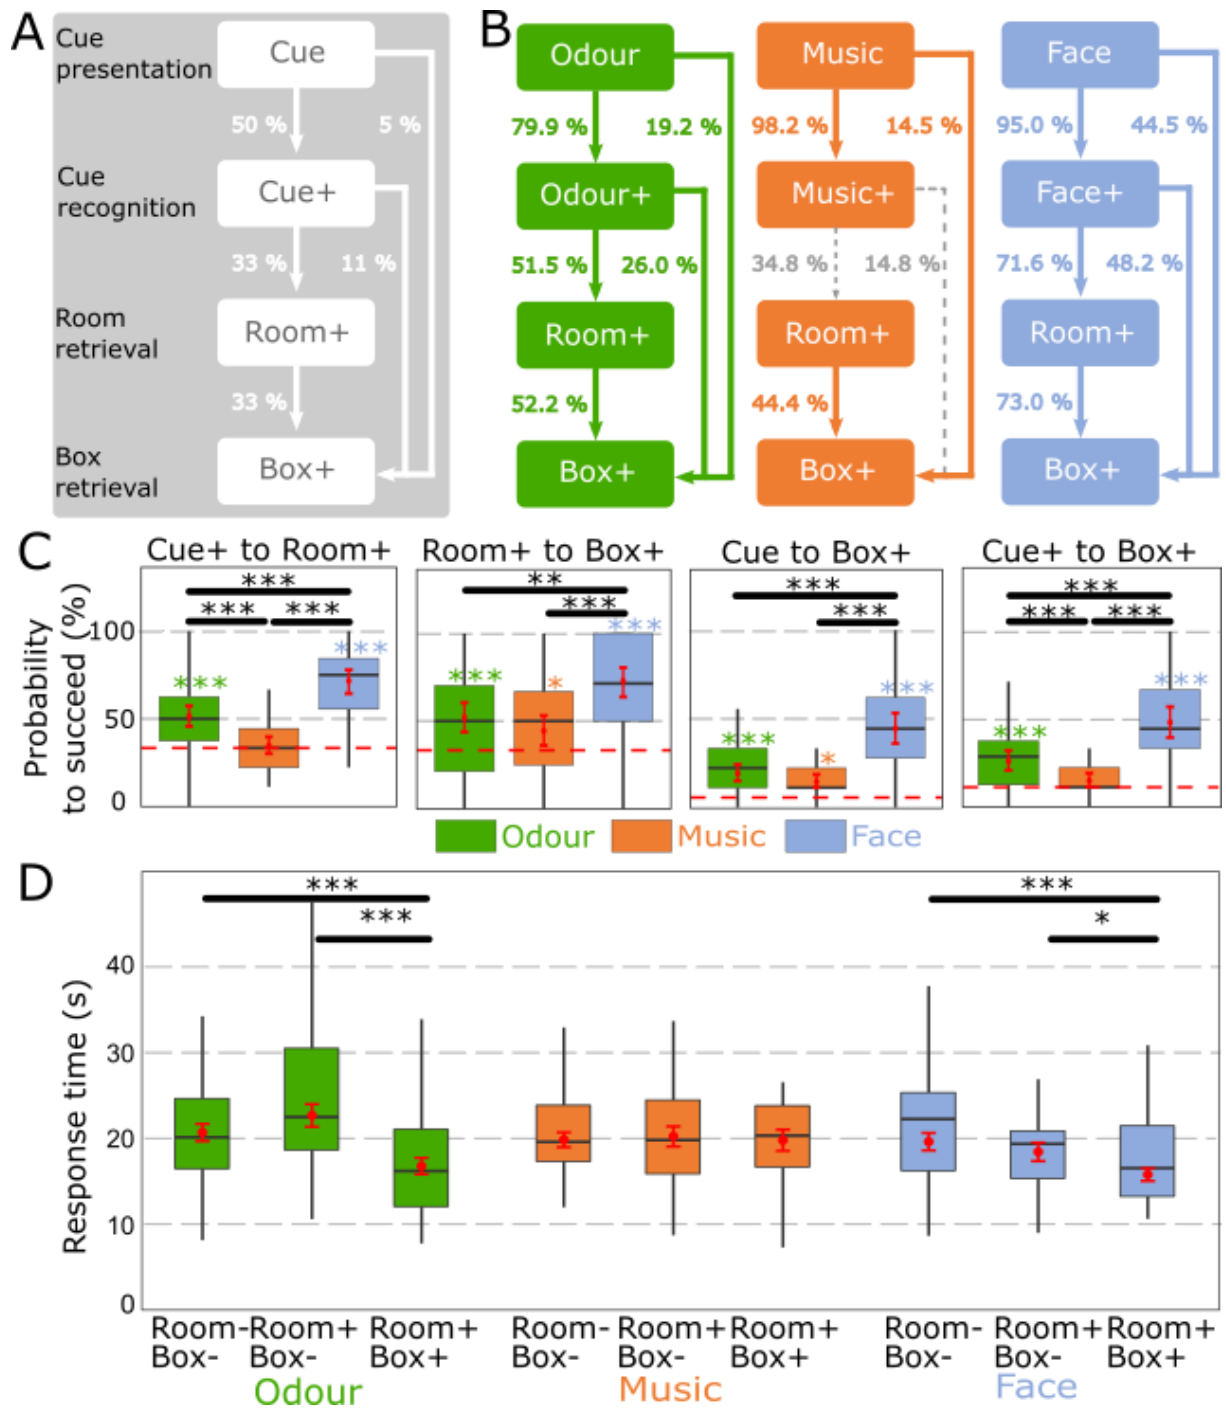 A
Cue
presentation
Cue
50 %
5 %
Cue
recognition
Cue+
33 %
11 %
Room
retrieval
Room+
33 %
Box
retrieval
Box+
B
Odour
Music
Face
79.9 %
19.2 %
98.2 %
14.5 %
95.0 %
44.5 %
Odour+
Music+
Face+
51.5 %
26.0 %
34.8 %
14.8 %
71.6 %
48.2 %
Room+
Room+
Room+
52.2 %
44.4 %
73.0 %
Box+
Box+
Box+
C
Cue+ to Room+
Room+ to Box+
Cue to Box+
Cue+ to Box+
Probability
to succeed (%)
100
50
0
***
***
***
***
***
**
***
***
*
***
***
***
***
*
***
***
***
***
***
***
Odour
Music
Face
D
Response time (s)
40
30
20
10
0
***
***
***
*
Room-
Box-
Room+
Box-
Room+
Box+
Room-
Box-
Room+
Box-
Room+
Box+
Room-
Box-
Room+
Box-
Room+
Box+
Odour
Music
Face